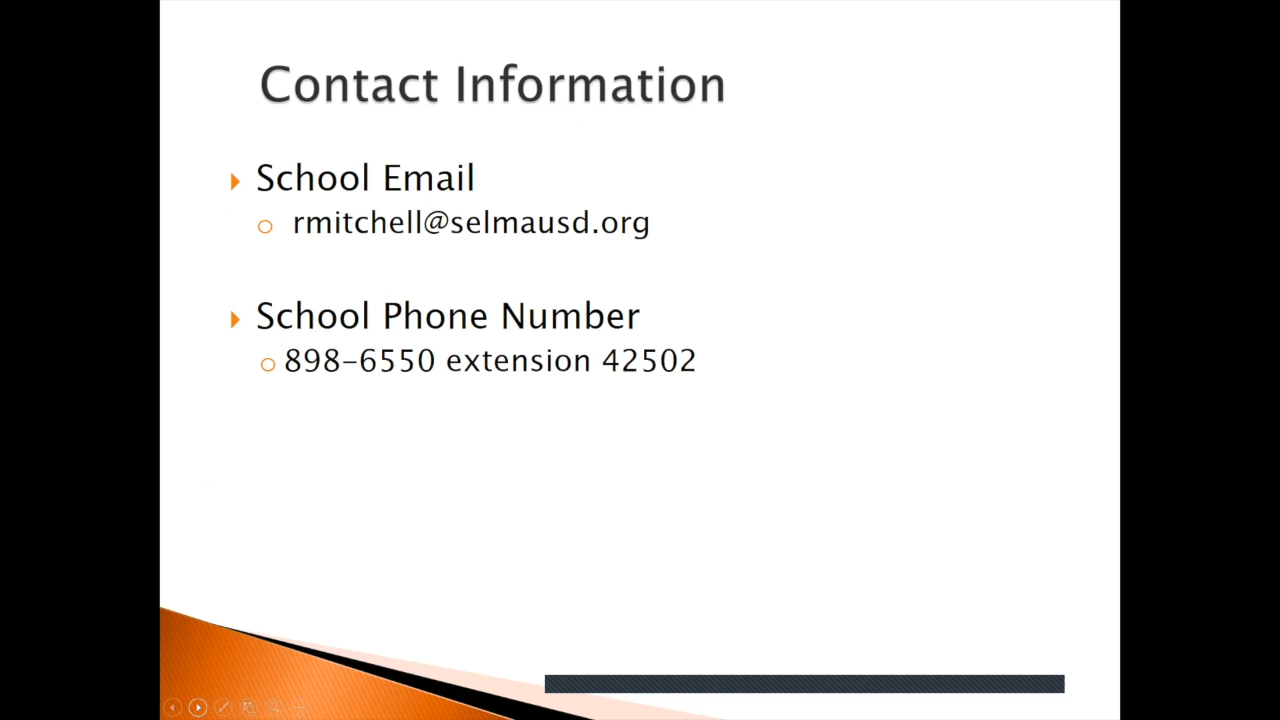 Contact Information
School Email
rmitchell@selmausd.org
School Phone Number
898-6550 extension 42502